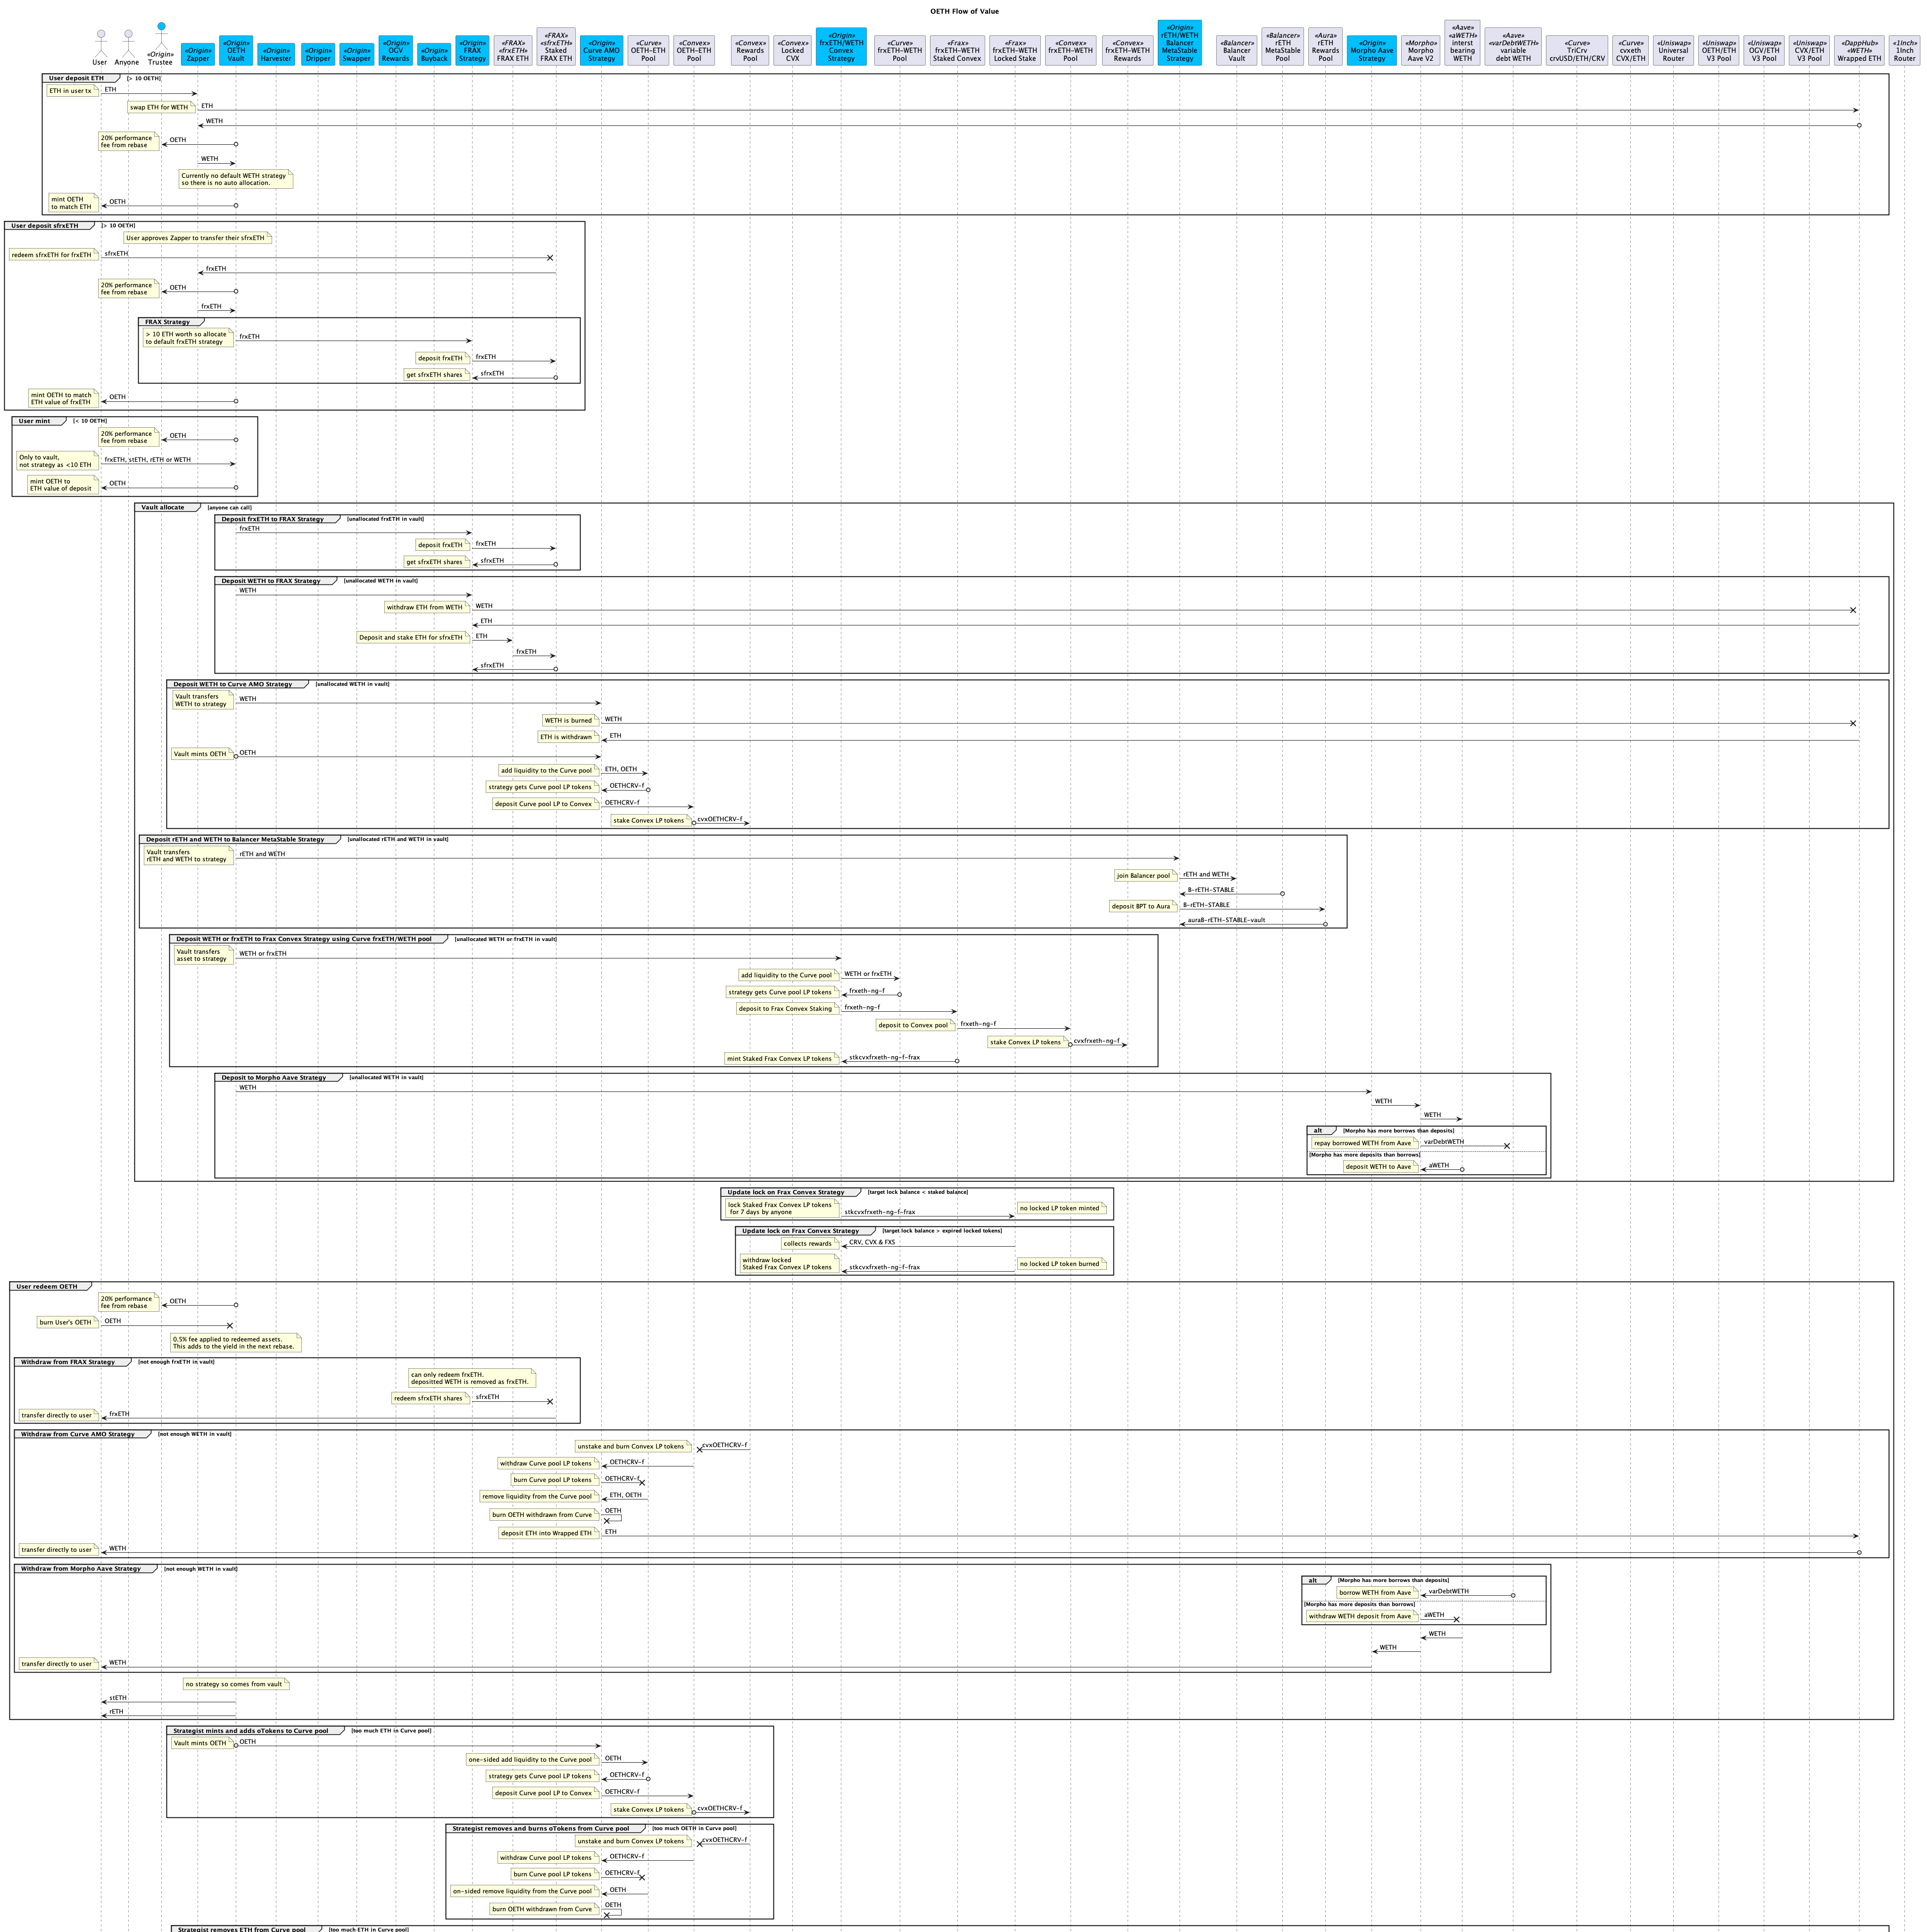 OETH Flow of Value
User
Anyone
«Origin»
Trustee
«Origin»
Zapper
«Origin»
OETH
Vault
«Origin»
Harvester
«Origin»
Dripper
«Origin»
Swapper
«Origin»
OGV
Rewards
«Origin»
Buyback
«Origin»
FRAX
Strategy
«FRAX»
«frxETH»
FRAX ETH
«FRAX»
«sfrxETH»
Staked
FRAX ETH
«Origin»
Curve AMO
Strategy
«Curve»
OETH-ETH
Pool
«Convex»
OETH-ETH
Pool
«Convex»
Rewards
Pool
«Convex»
Locked
CVX
«Origin»
frxETH/WETH
Convex
Strategy
«Curve»
frxETH-WETH
Pool
«Frax»
frxETH-WETH
Staked Convex
«Frax»
frxETH-WETH
Locked Stake
«Convex»
frxETH-WETH
Pool
«Convex»
frxETH-WETH
Rewards
«Origin»
rETH/WETH
Balancer
MetaStable
Strategy
«Balancer»
Balancer
Vault
«Balancer»
rETH
MetaStable
Pool
«Aura»
rETH
Rewards
Pool
«Origin»
Morpho Aave
Strategy
«Morpho»
Morpho
Aave V2
«Aave»
«aWETH»
interst
bearing
WETH
«Aave»
«varDebtWETH»
variable
debt WETH
«Curve»
TriCrv
crvUSD/ETH/CRV
«Curve»
cvxeth
CVX/ETH
«Uniswap»
Universal
Router
«Uniswap»
OETH/ETH
V3 Pool
«Uniswap»
OGV/ETH
V3 Pool
«Uniswap»
CVX/ETH
V3 Pool
«DappHub»
«WETH»
Wrapped ETH
«1Inch»
1Inch
Router
User deposit ETH [> 10 OETH]
ETH in user tx
ETH
swap ETH for WETH
ETH
WETH
20% performance
fee from rebase
OETH
WETH
Currently no default WETH strategy
so there is no auto allocation.
mint OETH
to match ETH
OETH
User deposit sfrxETH [> 10 OETH]
User approves Zapper to transfer their sfrxETH
redeem sfrxETH for frxETH
sfrxETH
frxETH
20% performance
fee from rebase
OETH
frxETH
FRAX Strategy
> 10 ETH worth so allocate
to default frxETH strategy
frxETH
deposit frxETH
frxETH
get sfrxETH shares
sfrxETH
mint OETH to match
ETH value of frxETH
OETH
User mint [< 10 OETH]
20% performance
fee from rebase
OETH
Only to vault,
not strategy as <10 ETH
frxETH, stETH, rETH or WETH
mint OETH to
ETH value of deposit
OETH
Vault allocate [anyone can call]
Deposit frxETH to FRAX Strategy [unallocated frxETH in vault]
frxETH
deposit frxETH
frxETH
get sfrxETH shares
sfrxETH
Deposit WETH to FRAX Strategy [unallocated WETH in vault]
WETH
withdraw ETH from WETH
WETH
ETH
Deposit and stake ETH for sfrxETH
ETH
frxETH
sfrxETH
Deposit WETH to Curve AMO Strategy [unallocated WETH in vault]
Vault transfers
WETH to strategy
WETH
WETH is burned
WETH
ETH is withdrawn
ETH
Vault mints OETH
OETH
add liquidity to the Curve pool
ETH, OETH
strategy gets Curve pool LP tokens
OETHCRV-f
deposit Curve pool LP to Convex
OETHCRV-f
stake Convex LP tokens
cvxOETHCRV-f
Deposit rETH and WETH to Balancer MetaStable Strategy [unallocated rETH and WETH in vault]
Vault transfers
rETH and WETH to strategy
rETH and WETH
join Balancer pool
rETH and WETH
B-rETH-STABLE
deposit BPT to Aura
B-rETH-STABLE
auraB-rETH-STABLE-vault
Deposit WETH or frxETH to Frax Convex Strategy using Curve frxETH/WETH pool [unallocated WETH or frxETH in vault]
Vault transfers
asset to strategy
WETH or frxETH
add liquidity to the Curve pool
WETH or frxETH
strategy gets Curve pool LP tokens
frxeth-ng-f
deposit to Frax Convex Staking
frxeth-ng-f
deposit to Convex pool
frxeth-ng-f
stake Convex LP tokens
cvxfrxeth-ng-f
mint Staked Frax Convex LP tokens
stkcvxfrxeth-ng-f-frax
Deposit to Morpho Aave Strategy [unallocated WETH in vault]
WETH
WETH
WETH
alt [Morpho has more borrows than deposits]
repay borrowed WETH from Aave
varDebtWETH
[Morpho has more deposits than borrows]
deposit WETH to Aave
aWETH
Update lock on Frax Convex Strategy [target lock balance < staked balance]
lock Staked Frax Convex LP tokens
for 7 days by anyone
stkcvxfrxeth-ng-f-frax
no locked LP token minted
Update lock on Frax Convex Strategy [target lock balance > expired locked tokens]
collects rewards
CRV, CVX & FXS
withdraw locked
Staked Frax Convex LP tokens
stkcvxfrxeth-ng-f-frax
no locked LP token burned
User redeem OETH
20% performance
fee from rebase
OETH
burn User's OETH
OETH
0.5% fee applied to redeemed assets.
This adds to the yield in the next rebase.
Withdraw from FRAX Strategy [not enough frxETH in vault]
can only redeem frxETH.
depositted WETH is removed as frxETH.
redeem sfrxETH shares
sfrxETH
transfer directly to user
frxETH
Withdraw from Curve AMO Strategy [not enough WETH in vault]
unstake and burn Convex LP tokens
cvxOETHCRV-f
withdraw Curve pool LP tokens
OETHCRV-f
burn Curve pool LP tokens
OETHCRV-f
remove liquidity from the Curve pool
ETH, OETH
burn OETH withdrawn from Curve
OETH
deposit ETH into Wrapped ETH
ETH
transfer directly to user
WETH
Withdraw from Morpho Aave Strategy [not enough WETH in vault]
alt [Morpho has more borrows than deposits]
borrow WETH from Aave
varDebtWETH
[Morpho has more deposits than borrows]
withdraw WETH deposit from Aave
aWETH
WETH
WETH
transfer directly to user
WETH
no strategy so comes from vault
stETH
rETH
Strategist mints and adds oTokens to Curve pool [too much ETH in Curve pool]
Vault mints OETH
OETH
one-sided add liquidity to the Curve pool
OETH
strategy gets Curve pool LP tokens
OETHCRV-f
deposit Curve pool LP to Convex
OETHCRV-f
stake Convex LP tokens
cvxOETHCRV-f
Strategist removes and burns oTokens from Curve pool [too much OETH in Curve pool]
unstake and burn Convex LP tokens
cvxOETHCRV-f
withdraw Curve pool LP tokens
OETHCRV-f
burn Curve pool LP tokens
OETHCRV-f
on-sided remove liquidity from the Curve pool
OETH
burn OETH withdrawn from Curve
OETH
Strategist removes ETH from Curve pool [too much ETH in Curve pool]